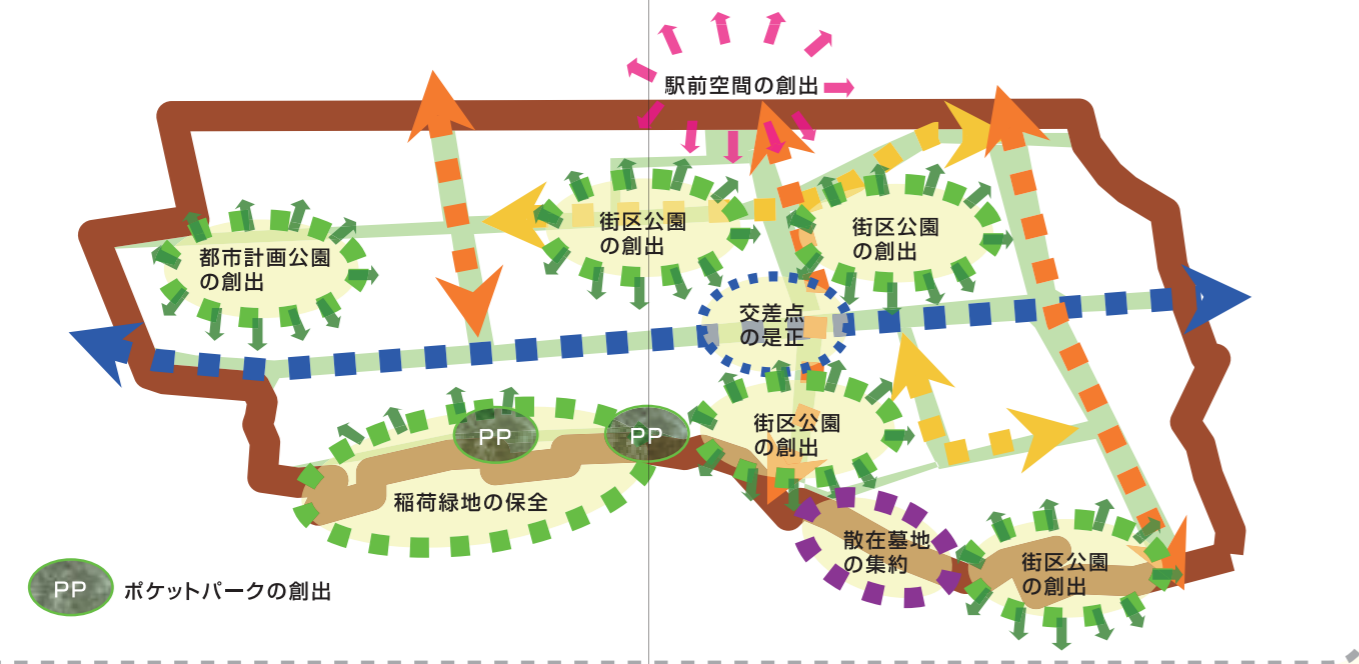 駅前空間の創出
街区公園
の創出
街区公園
の創出
都市計画公園
の創出
交差点
の是正
街区公園
の創出
PP
PP
稲荷緑地の保全
散在墓地
の集約
街区公園
の創出
PP
ポケットパークの創出